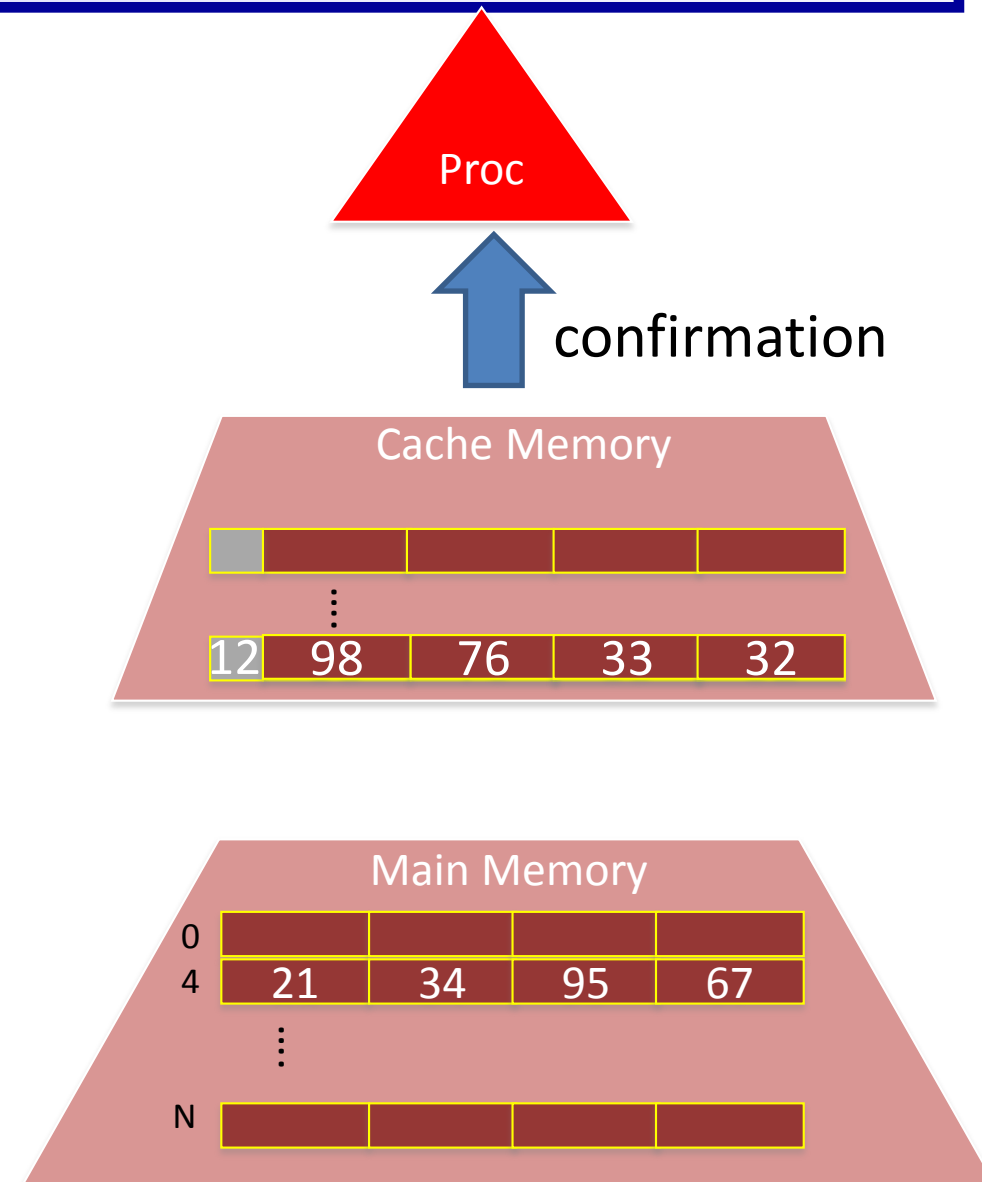 Proc
confirmation
Cache Memory
⋮
12 98 76 33 32
Main Memory
0
4 21 34 95 67
⋮
N